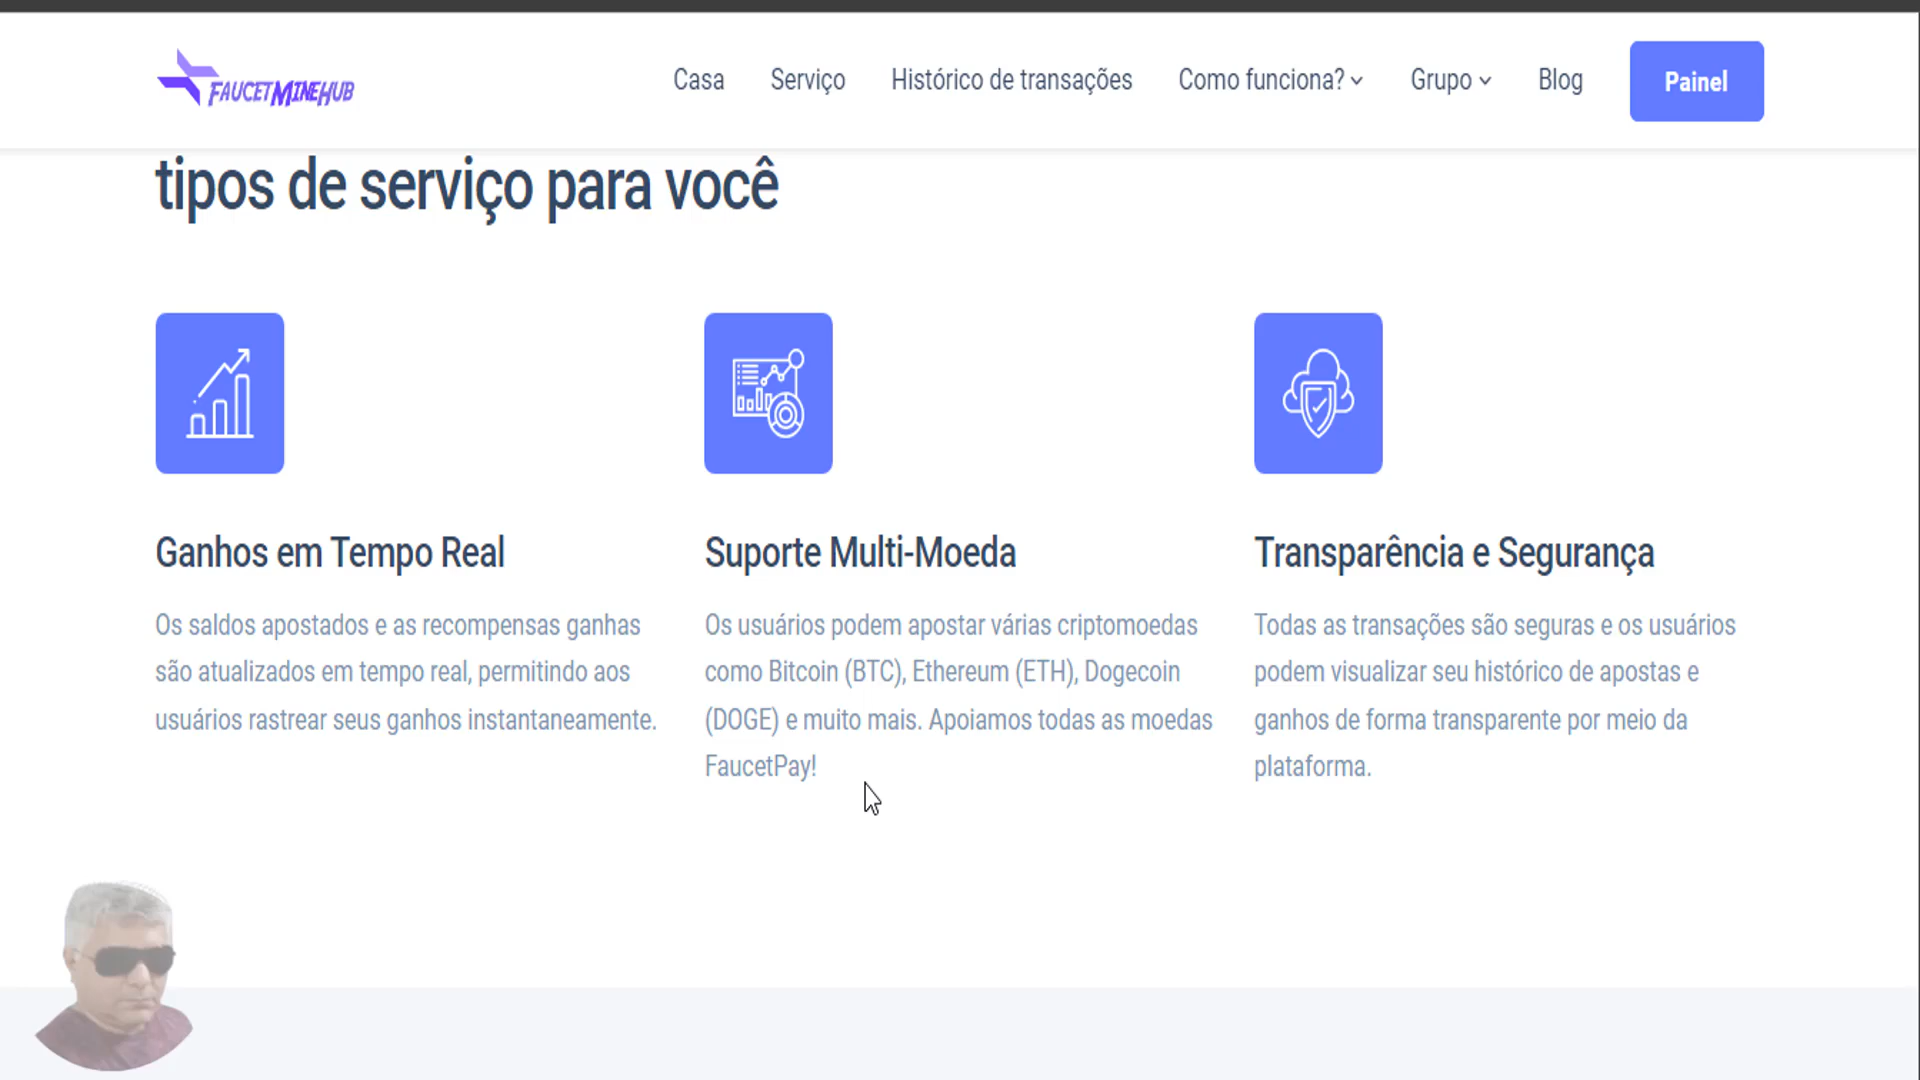 FAUCETMINEHUB
Casa Serviço Histórico de transações Como funciona? Grupo Blog Painel
tipos de serviço para você
Ganhos em Tempo Real
Os saldos apostados e as recompensas ganhas
são atualizados em tempo real, permitindo aos
usuários rastrear seus ganhos instantaneamente.
Suporte Multi-Moeda
Os usuários podem apostar várias criptomoedas
como Bitcoin (BTC), Ethereum (ETH), Dogecoin
(DOGE) e muito mais. Apoiamos todas as moedas
FaucetPay!
Transparência e Segurança
Todas as transações são seguras e os usuários
podem visualizar seu histórico de apostas e
ganhos de forma transparente por meio da
plataforma.